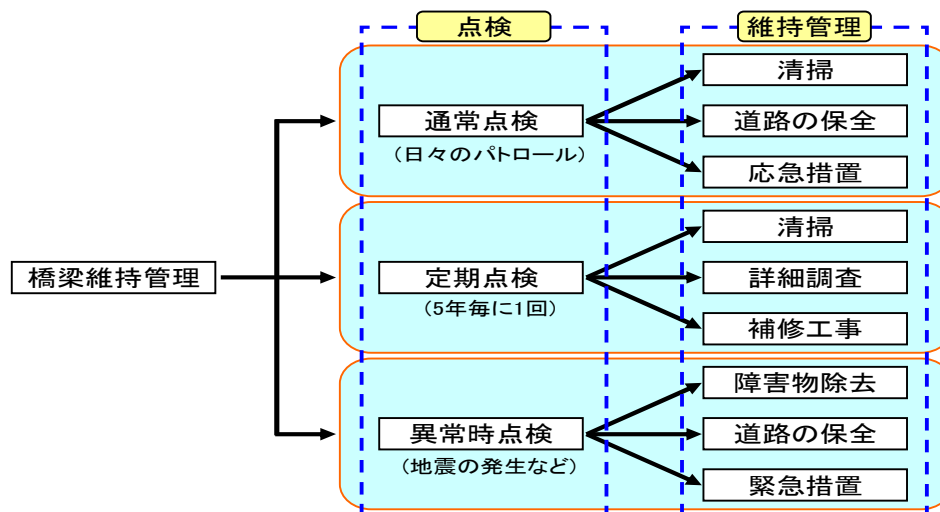 点検
維持管理
橋梁維持管理
通常点検
（日々のパトロール）
清掃
道路の保全
応急措置
定期点検
（5年毎に1回）
清掃
詳細調査
補修工事
異常時点検
（地震の発生など）
障害物除去
道路の保全
緊急措置